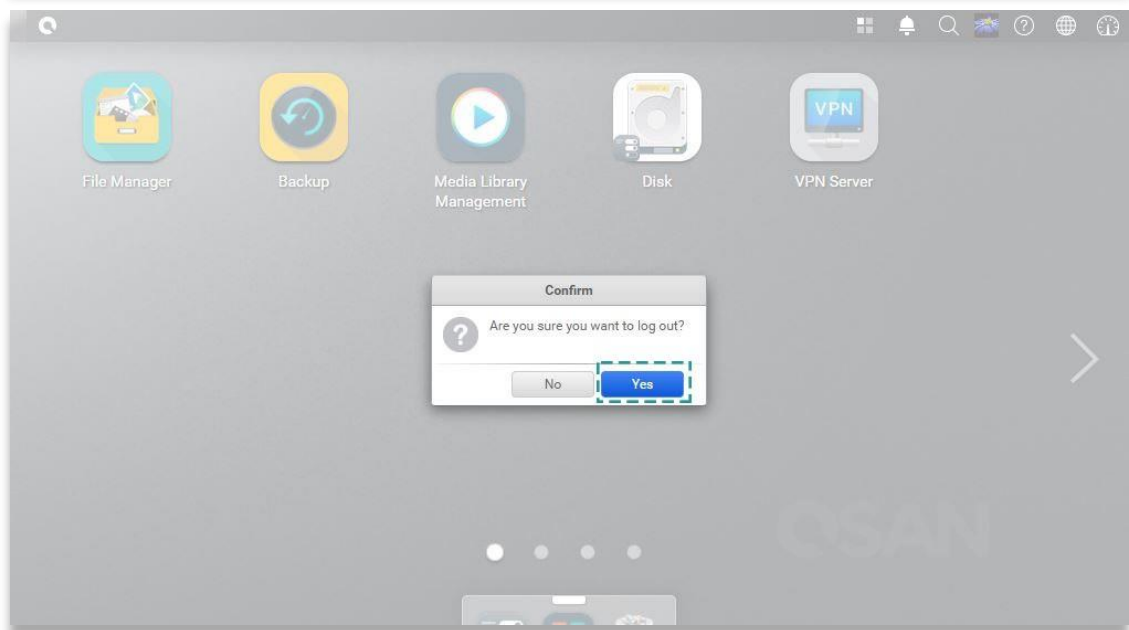 File Manager
Backup
Media Library
Management
Disk
VPN
VPN Server
Confirm
?
Are you sure you want to log out?
No
Yes
QSAN